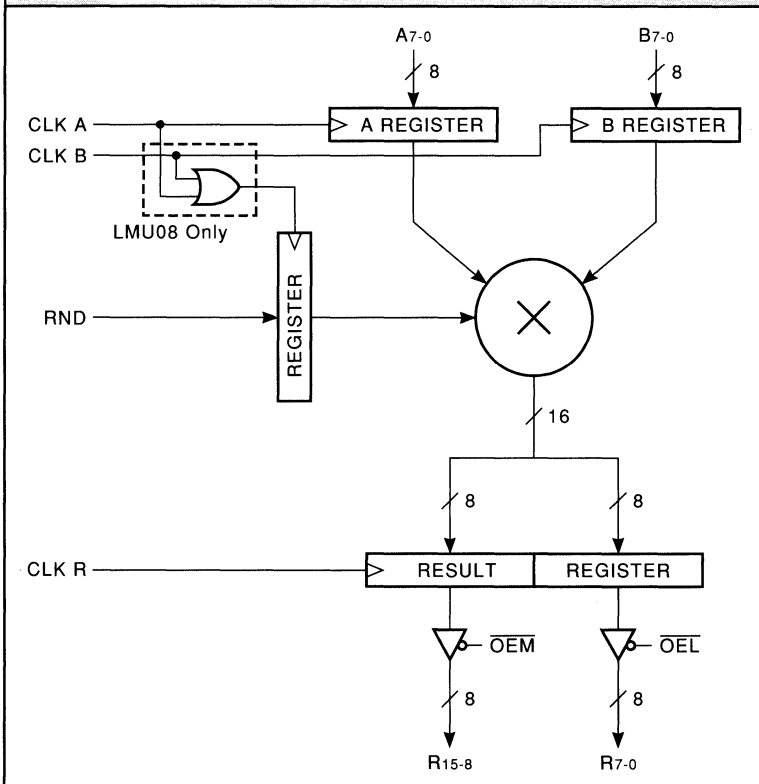 A7-0
B7-0
8
8
CLK A
A REGISTER
B REGISTER
CLK B
LMU08 Only
REGISTER
RND
16
8
8
CLK R
RESULT
REGISTER
OEM
OEL
8
8
R15-8
R7-0